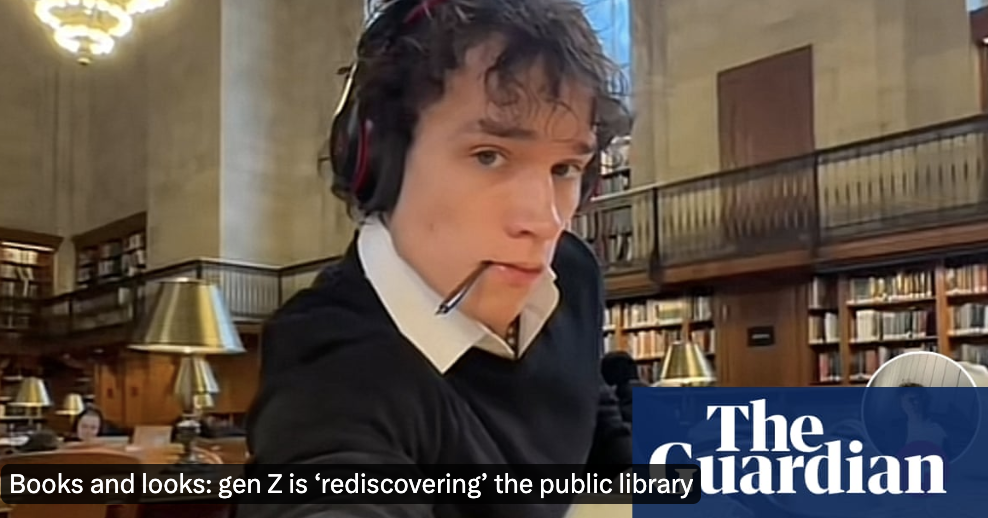 The
Guardian
Books and looks: gen Z is ‘rediscovering’ the public library